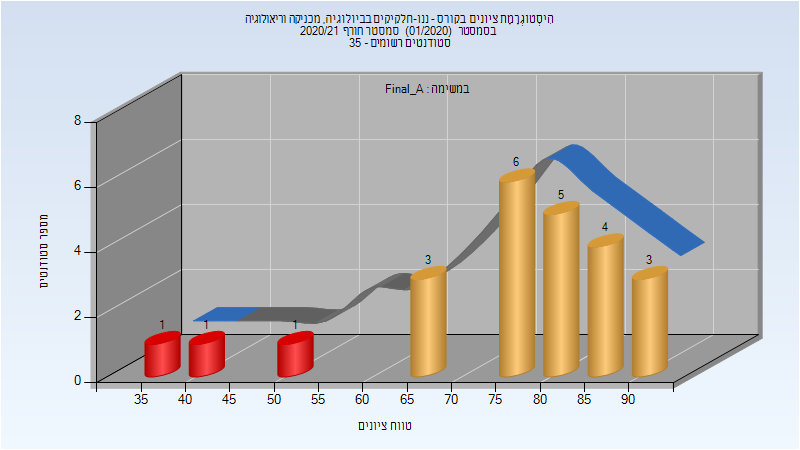 הִיסְטוֹגְרַמַת ציונים בקורס - ננו-חלקיקים בביולוגיה, מכניקה וריאולוגיה
בסמסטר (01/2020) סמסטר חורף 2020/21
סטודנטים רשומים - 35
במשימה : Final_A
מספר סטודנטים
8
6
4
2
0
1
1
1
3
6
5
4
3
35 40 45 50 55 60 65 70 75 80 85 90
טווח ציונים